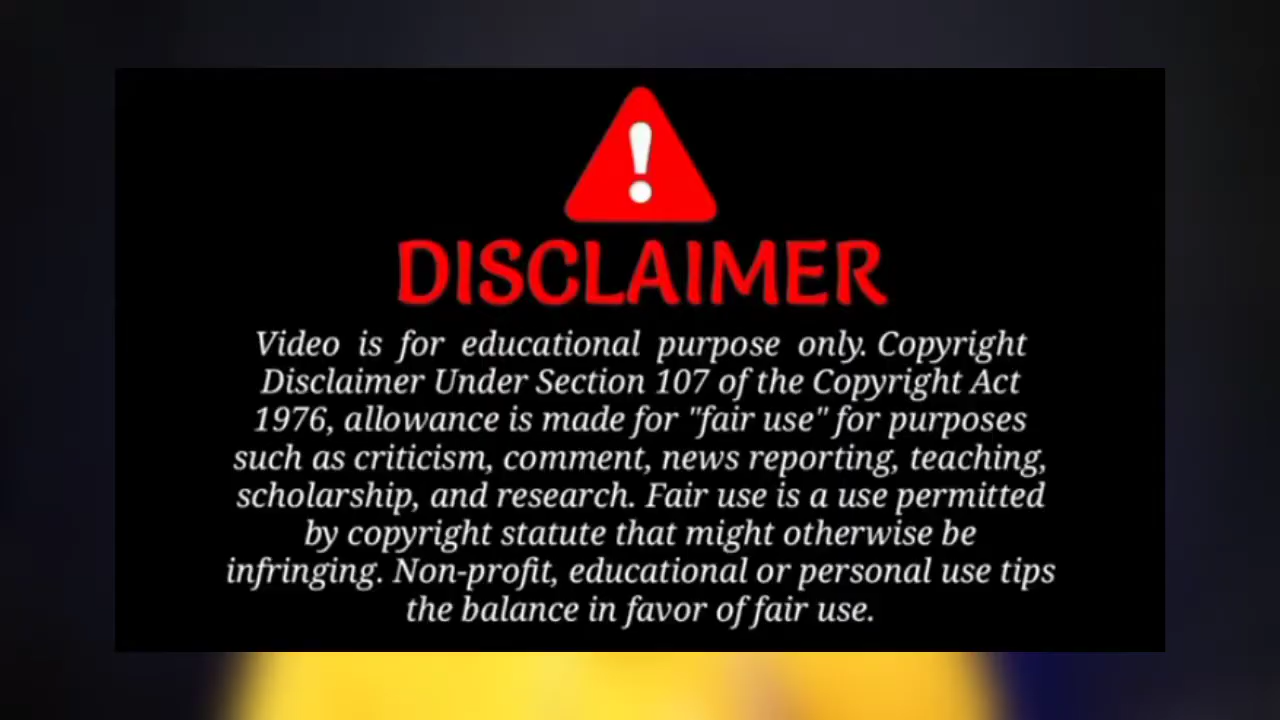 DISCLAIMER
Video is for educational purpose only. Copyright
Disclaimer Under Section 107 of the Copyright Act
1976, allowance is made for "fair use" for purposes
such as criticism, comment, news reporting, teaching,
scholarship, and research. Fair use is a use permitted
by copyright statute that might otherwise be
infringing. Non-profit, educational or personal use tips
the balance in favor of fair use.